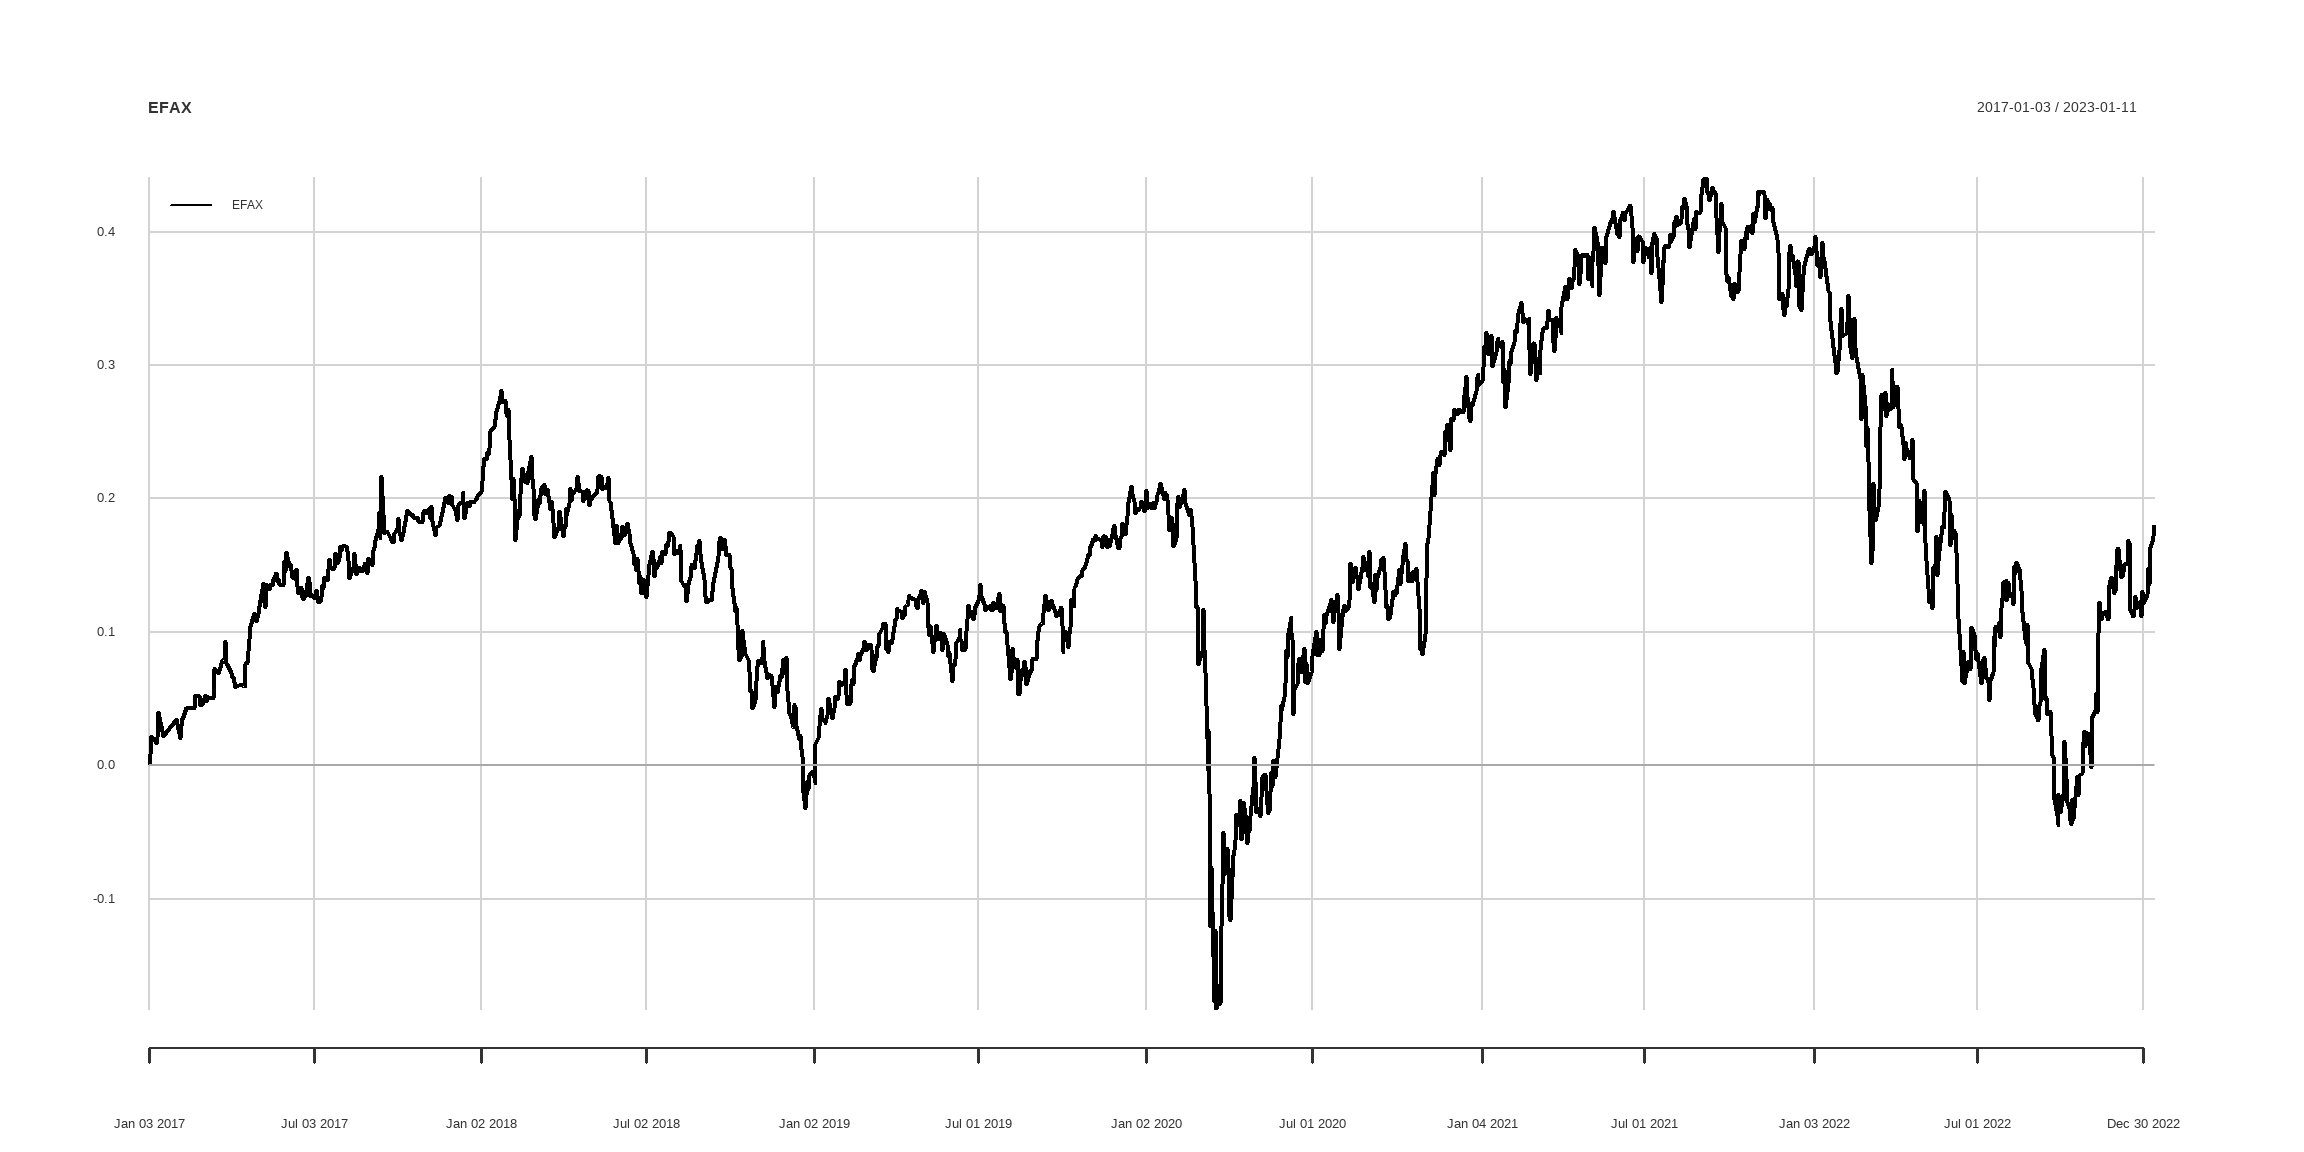 EFAX
2017-01-03 / 2023-01-11
EFAX
0.4
0.3
0.2
0.1
0.0
-0.1
Jan 03 2017
Jul 03 2017
Jan 02 2018
Jul 02 2018
Jan 02 2019
Jul 01 2019
Jan 02 2020
Jul 01 2020
Jan 04 2021
Jul 01 2021
Jan 03 2022
Jul 01 2022
Dec 30 2022